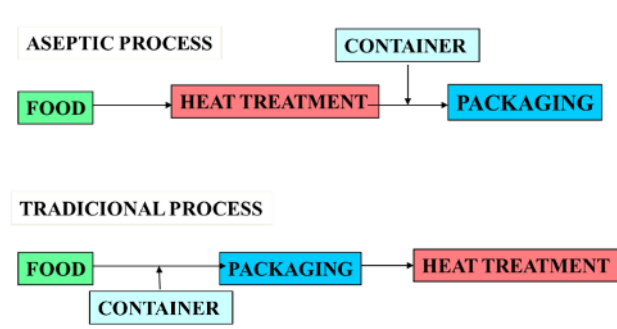 ASEPTIC PROCESS
CONTAINER
FOOD
HEAT TREATMENT
PACKAGING
TRADICIONAL PROCESS
FOOD
PACKAGING
HEAT TREATMENT
CONTAINER